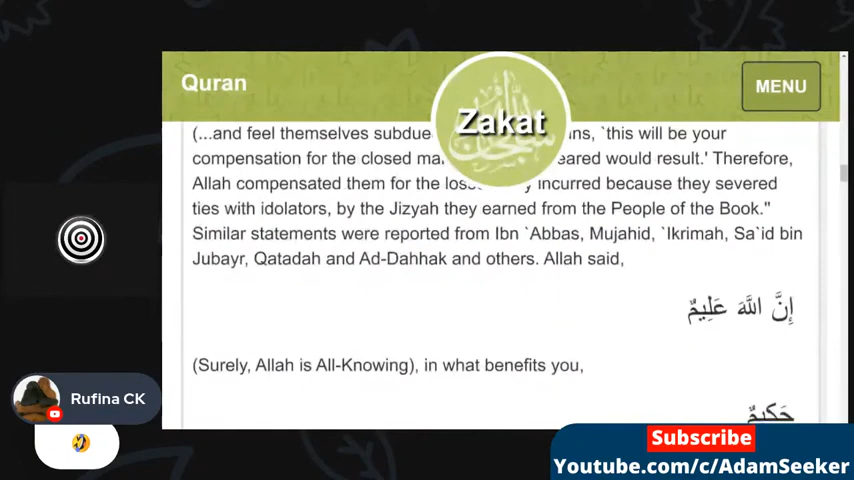 Quran
MENU
Zakat
(...and feel themselves subdue
ns, `this will be your
compensation for the closed ma
eared would result.' Therefore,
Allah compensated them for the
incurred because they severed
ties with idolators, by the Jizyah they earned from the People of the Book."
Similar statements were reported from Ibn `Abbas, Mujahid, `Ikrimah, Sa`id bin
Jubayr, Qatadah and Ad-Dahhak and others. Allah said,
إِنَّ اللَّهَ عَلِيمٌ
(Surely, Allah is All-Knowing), in what benefits you,
حَكِيمٌ
Rufina CK
Subscribe
Youtube.com/c/AdamSeeker